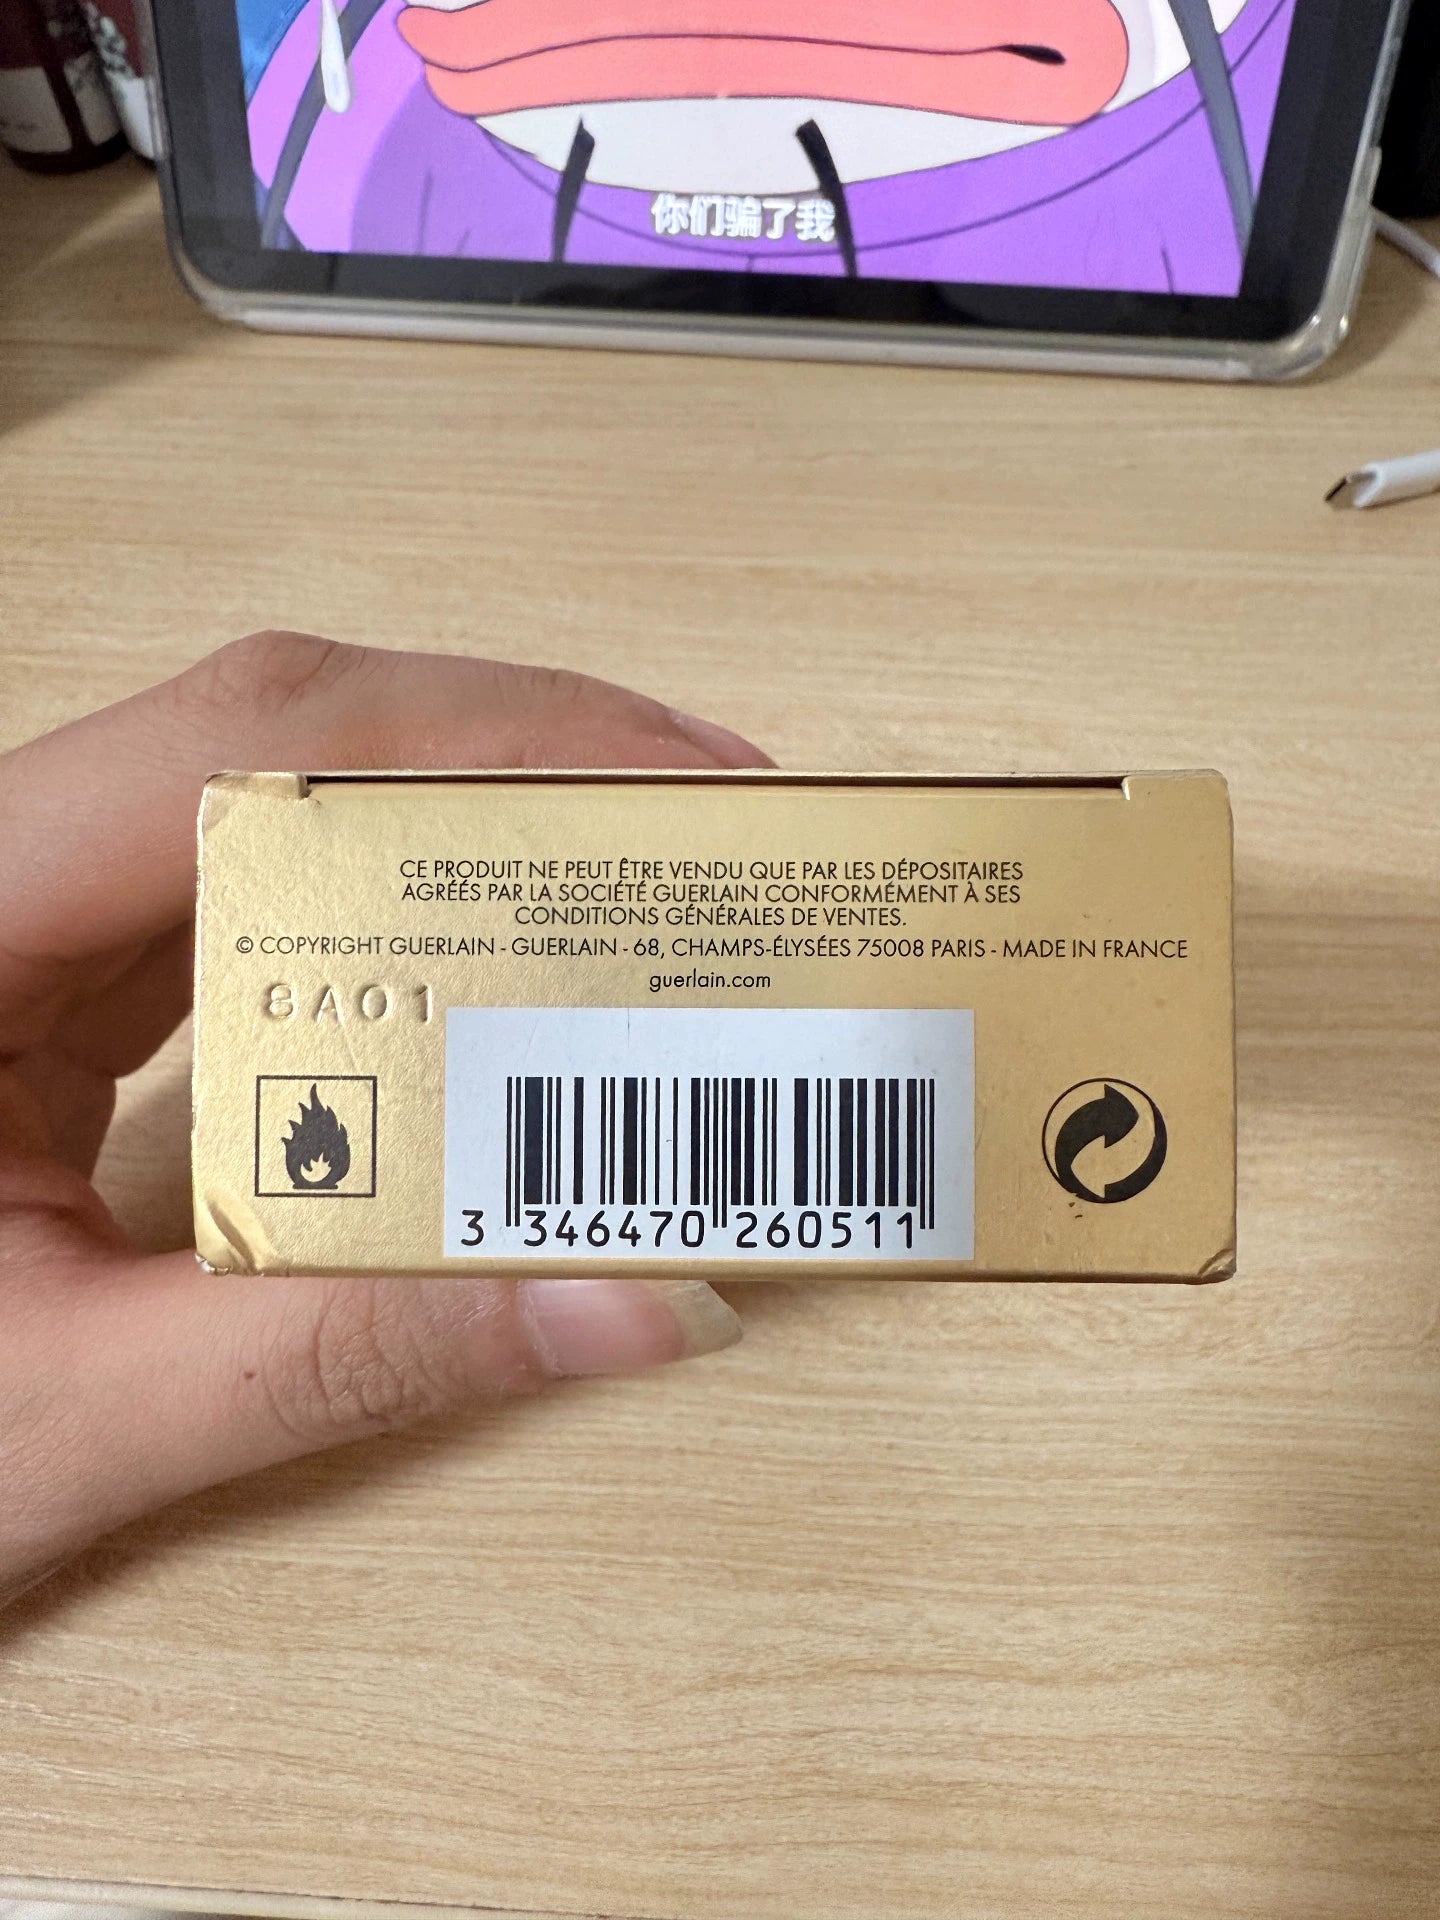 你们骗了我
CE PRODUIT NE PEUT ÊTRE VENDU QUE PAR LES DÉPOSITAIRES
AGRÉÉS PAR LA SOCIÉTÉ GUERLAIN CONFORMÉMENT À SES
CONDITIONS GÉNÉRALES DE VENTES.
© COPYRIGHT GUERLAIN - GUERLAIN - 68, CHAMPS-ÉLYSÉES 75008 PARIS - MADE IN FRANCE
guerlain.com
8A01
3 346470 260511